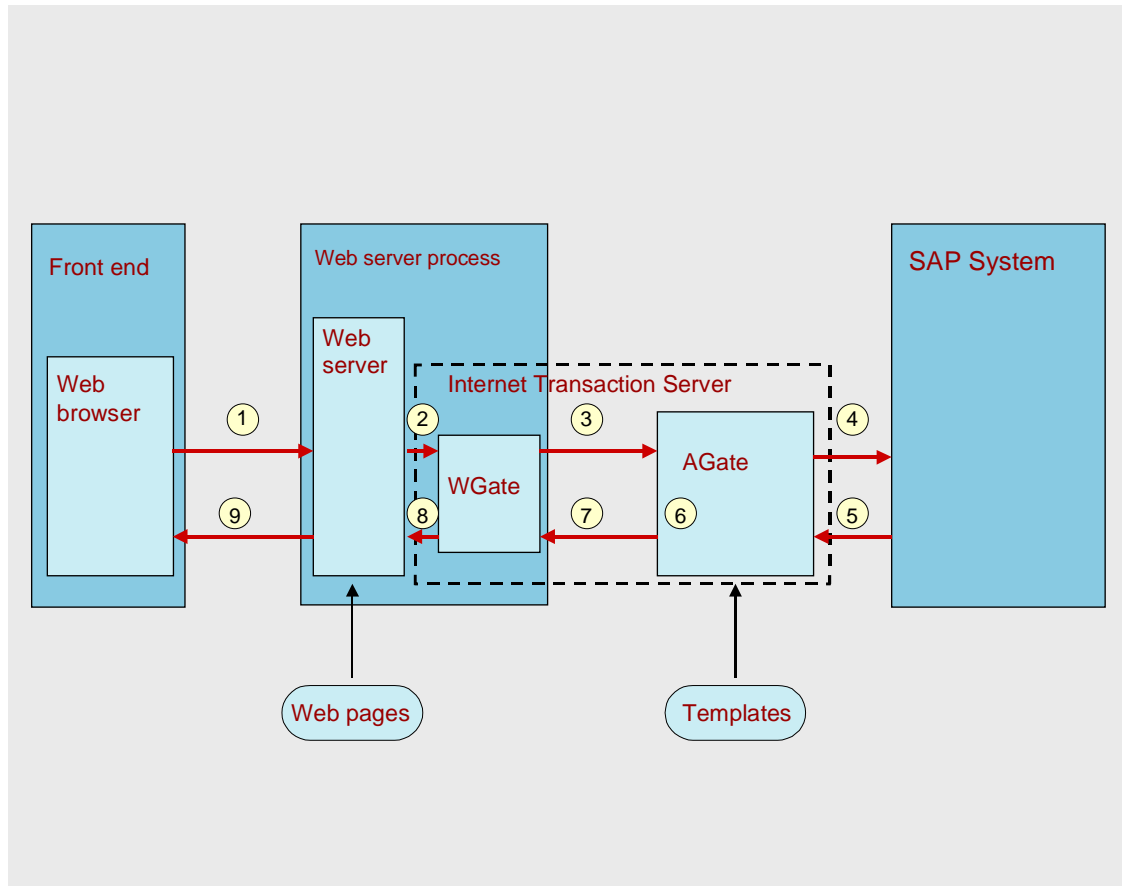 Front end
Web server process
SAP System
Web
server
Internet Transaction Server
Web
browser
1
2
3
4
AGate
WGate
9
8
7
6
5
Web pages
Templates